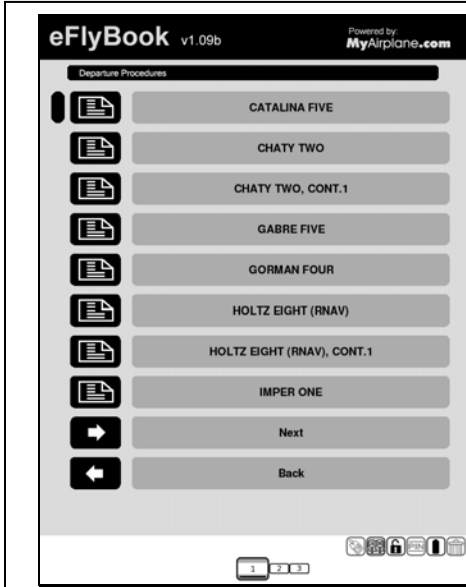 eFlyBook v1.09b
Powered by:
MyAirplane.com
Departure Procedures
CATALINA FIVE
CHATY TWO
CHATY TWO, CONT.1
GABRE FIVE
GORMAN FOUR
HOLTZ EIGHT (RNAV)
HOLTZ EIGHT (RNAV), CONT.1
IMPER ONE
Next
Back
PIN
1 2 3